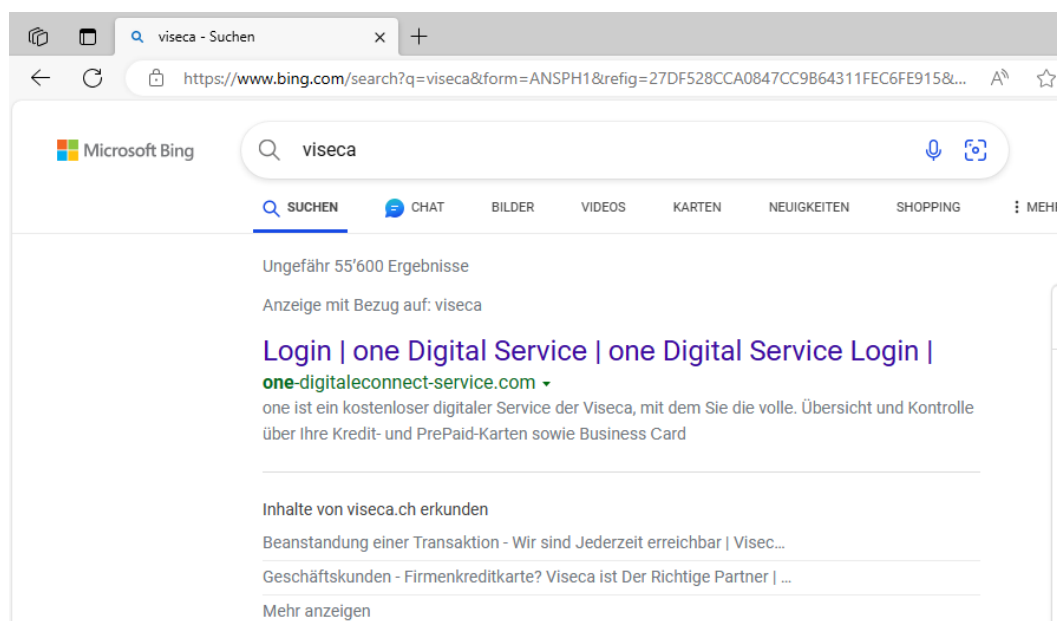 viseca - Suchen
https://www.bing.com/search?q=viseca&form=ANSPH1&refig=27DF528CCA0847CC9B64311FEC6FE915&...
Microsoft Bing
viseca
SUCHEN CHAT BILDER VIDEOS KARTEN NEUIGKEITEN SHOPPING MEHR
Ungefähr 55'600 Ergebnisse
Anzeige mit Bezug auf: viseca
Login | one Digital Service | one Digital Service Login |
one-digitaleconnect-service.com
one ist ein kostenloser digitaler Service der Viseca, mit dem Sie die volle. Übersicht und Kontrolle
über Ihre Kredit- und PrePaid-Karten sowie Business Card
Inhalte von viseca.ch erkunden
Beanstandung einer Transaktion - Wir sind Jederzeit erreichbar | Visec...
Geschäftskunden - Firmenkreditkarte? Viseca ist Der Richtige Partner | ...
Mehr anzeigen